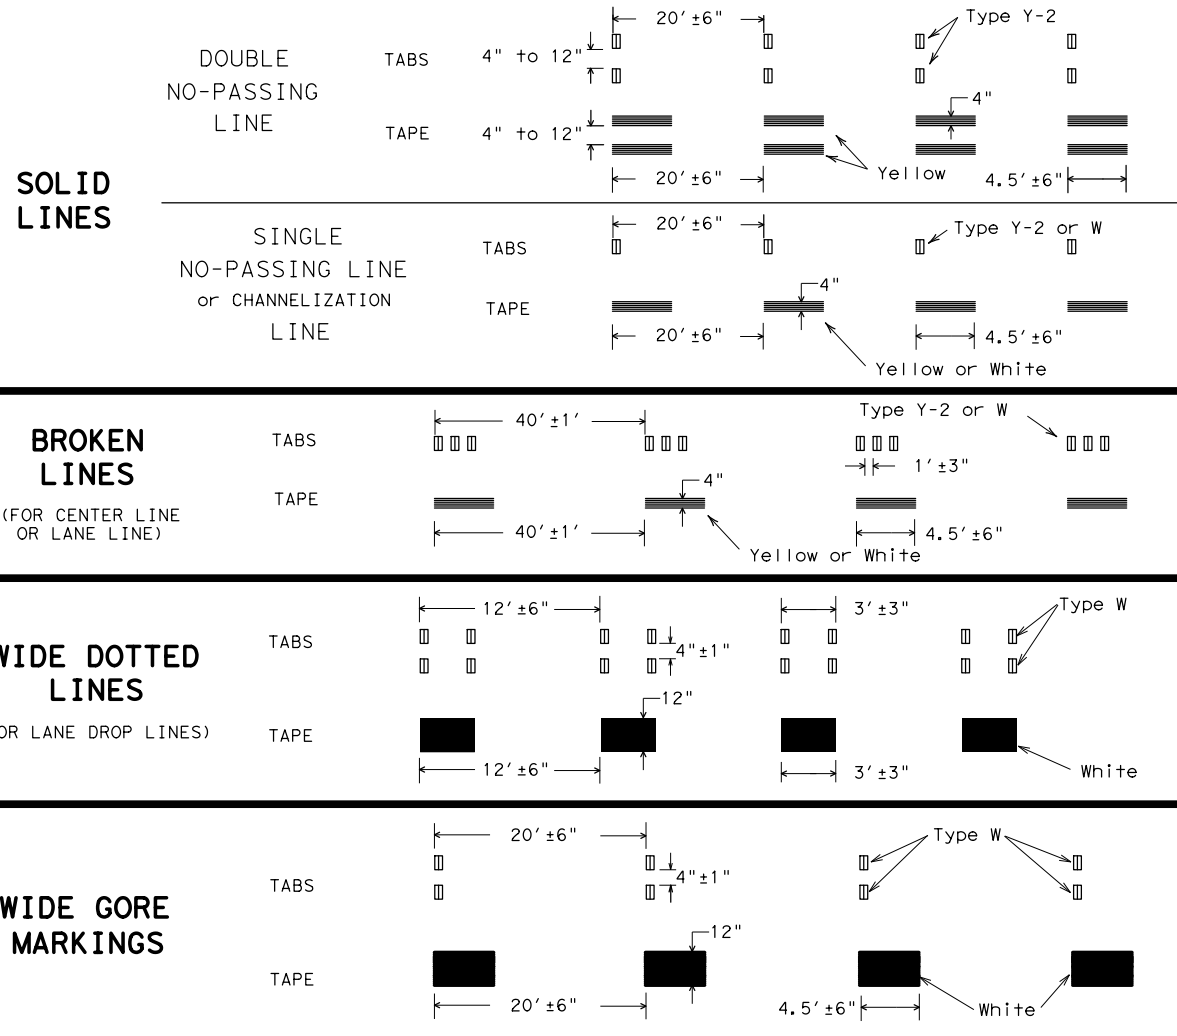 SOLID
LINES
DOUBLE
NO-PASSING
LINE
TABS
4" to 12"
20'±6"
Type Y-2
TAPE
4" to 12"
4"
20'±6"
Yellow
4.5'±6"
SINGLE
NO-PASSING LINE
or CHANNELIZATION
LINE
TABS
20'±6"
Type Y-2 or W
TAPE
4"
20'±6"
4.5'±6"
Yellow or White
BROKEN
LINES
(FOR CENTER LINE
OR LANE LINE)
TABS
40'±1'
Type Y-2 or W
1'±3"
TAPE
4"
40'±1'
4.5'±6"
Yellow or White
WIDE DOTTED
LINES
OR LANE DROP LINES)
TABS
12'±6"
3'±3"
Type W
4"±1"
TAPE
12"
12'±6"
3'±3"
White
WIDE GORE
MARKINGS
TABS
20'±6"
Type W
4"±1"
TAPE
12"
20'±6"
4.5'±6"
White